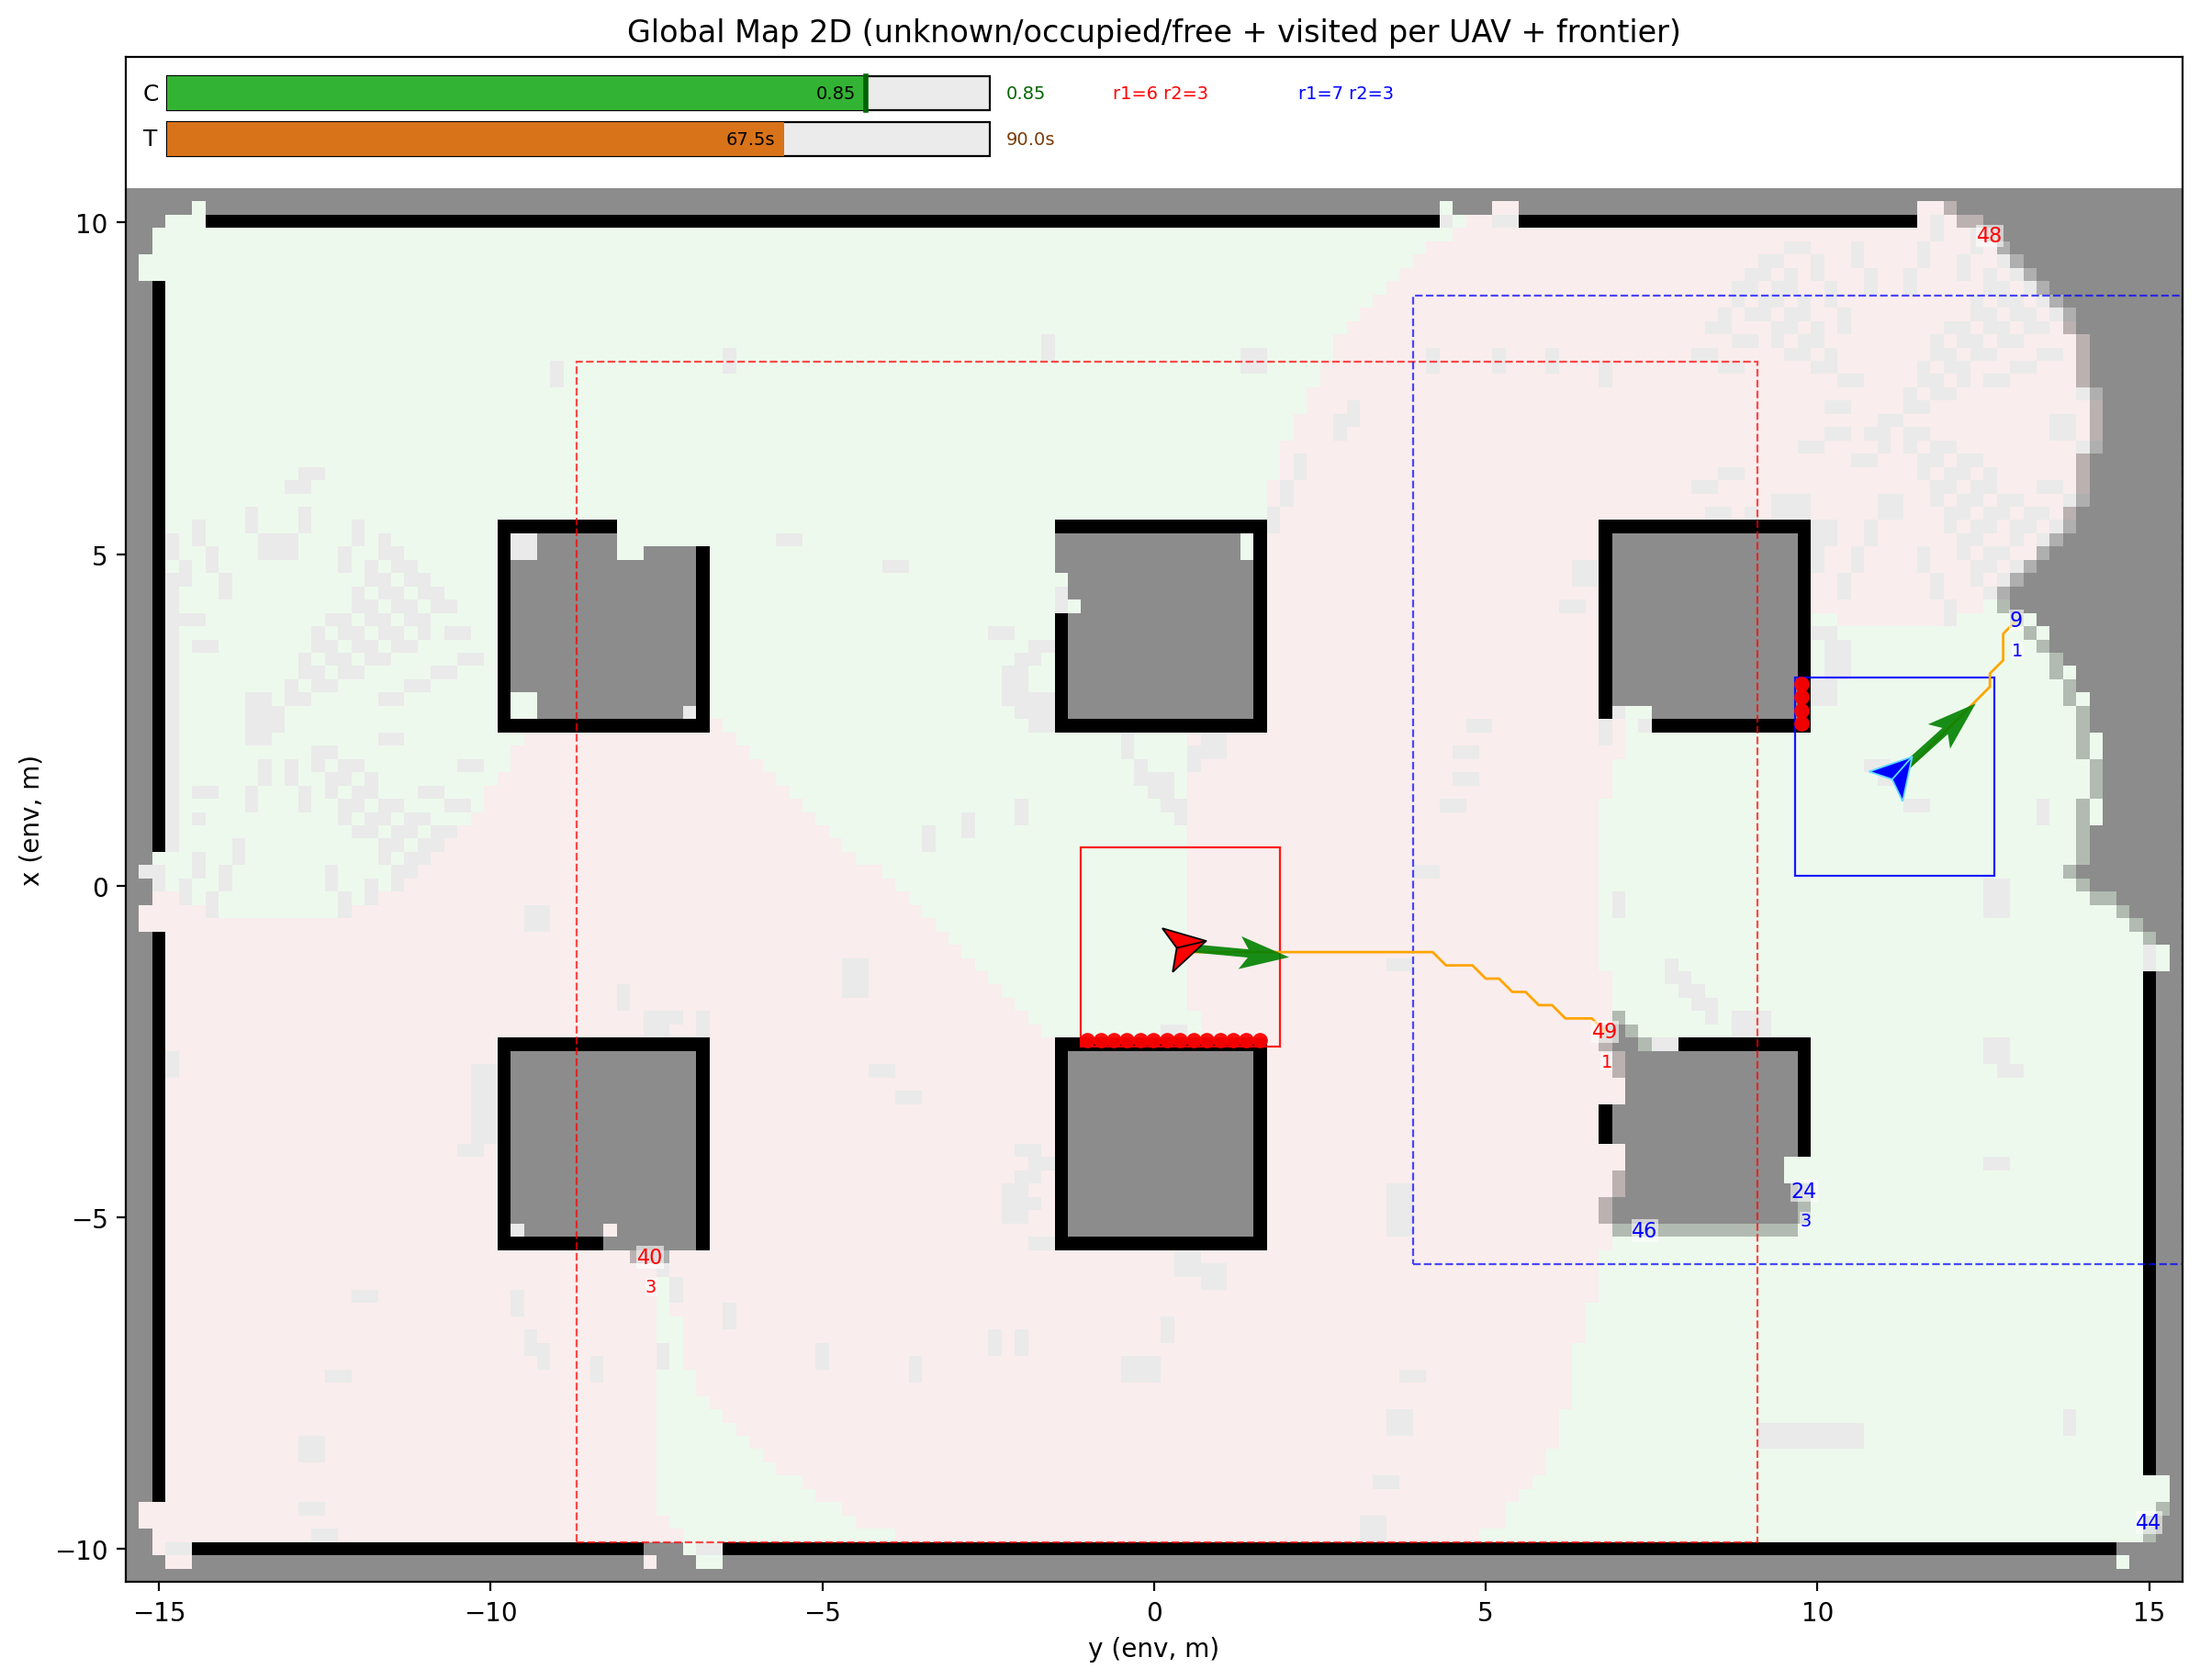 Global Map 2D (unknown/occupied/free + visited per UAV + frontier)
C 0.85 0.85 r1=6 r2=3 r1=7 r2=3
T 67.5s 90.0s
10
5
0
−5
−10
x (env, m)
48
9
1
49
1
24
3
46
40
3
44
−15 −10 −5 0 5 10 15
y (env, m)